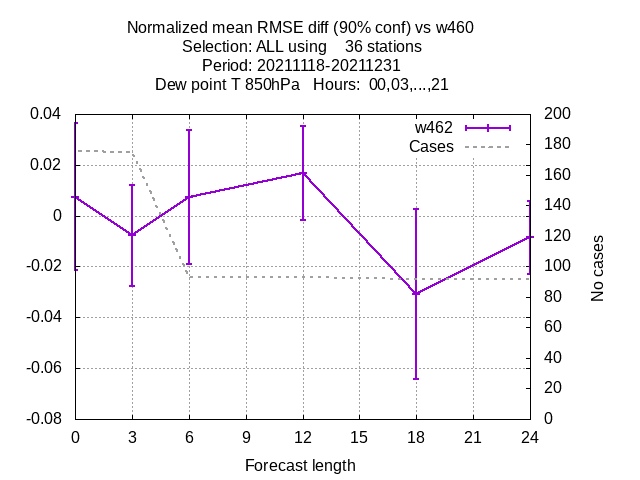 Normalized mean RMSE diff (90% conf) vs w460
Selection: ALL using    36 stations
Period: 20211118-20211231
Dew point T 850hPa   Hours:  00,03,...,21
w462
Cases
0.04
0.02
0
-0.02
-0.04
-0.06
-0.08
200
180
160
140
120
100
80
60
40
20
0
No cases
0 3 6 9 12 15 18 21 24
Forecast length